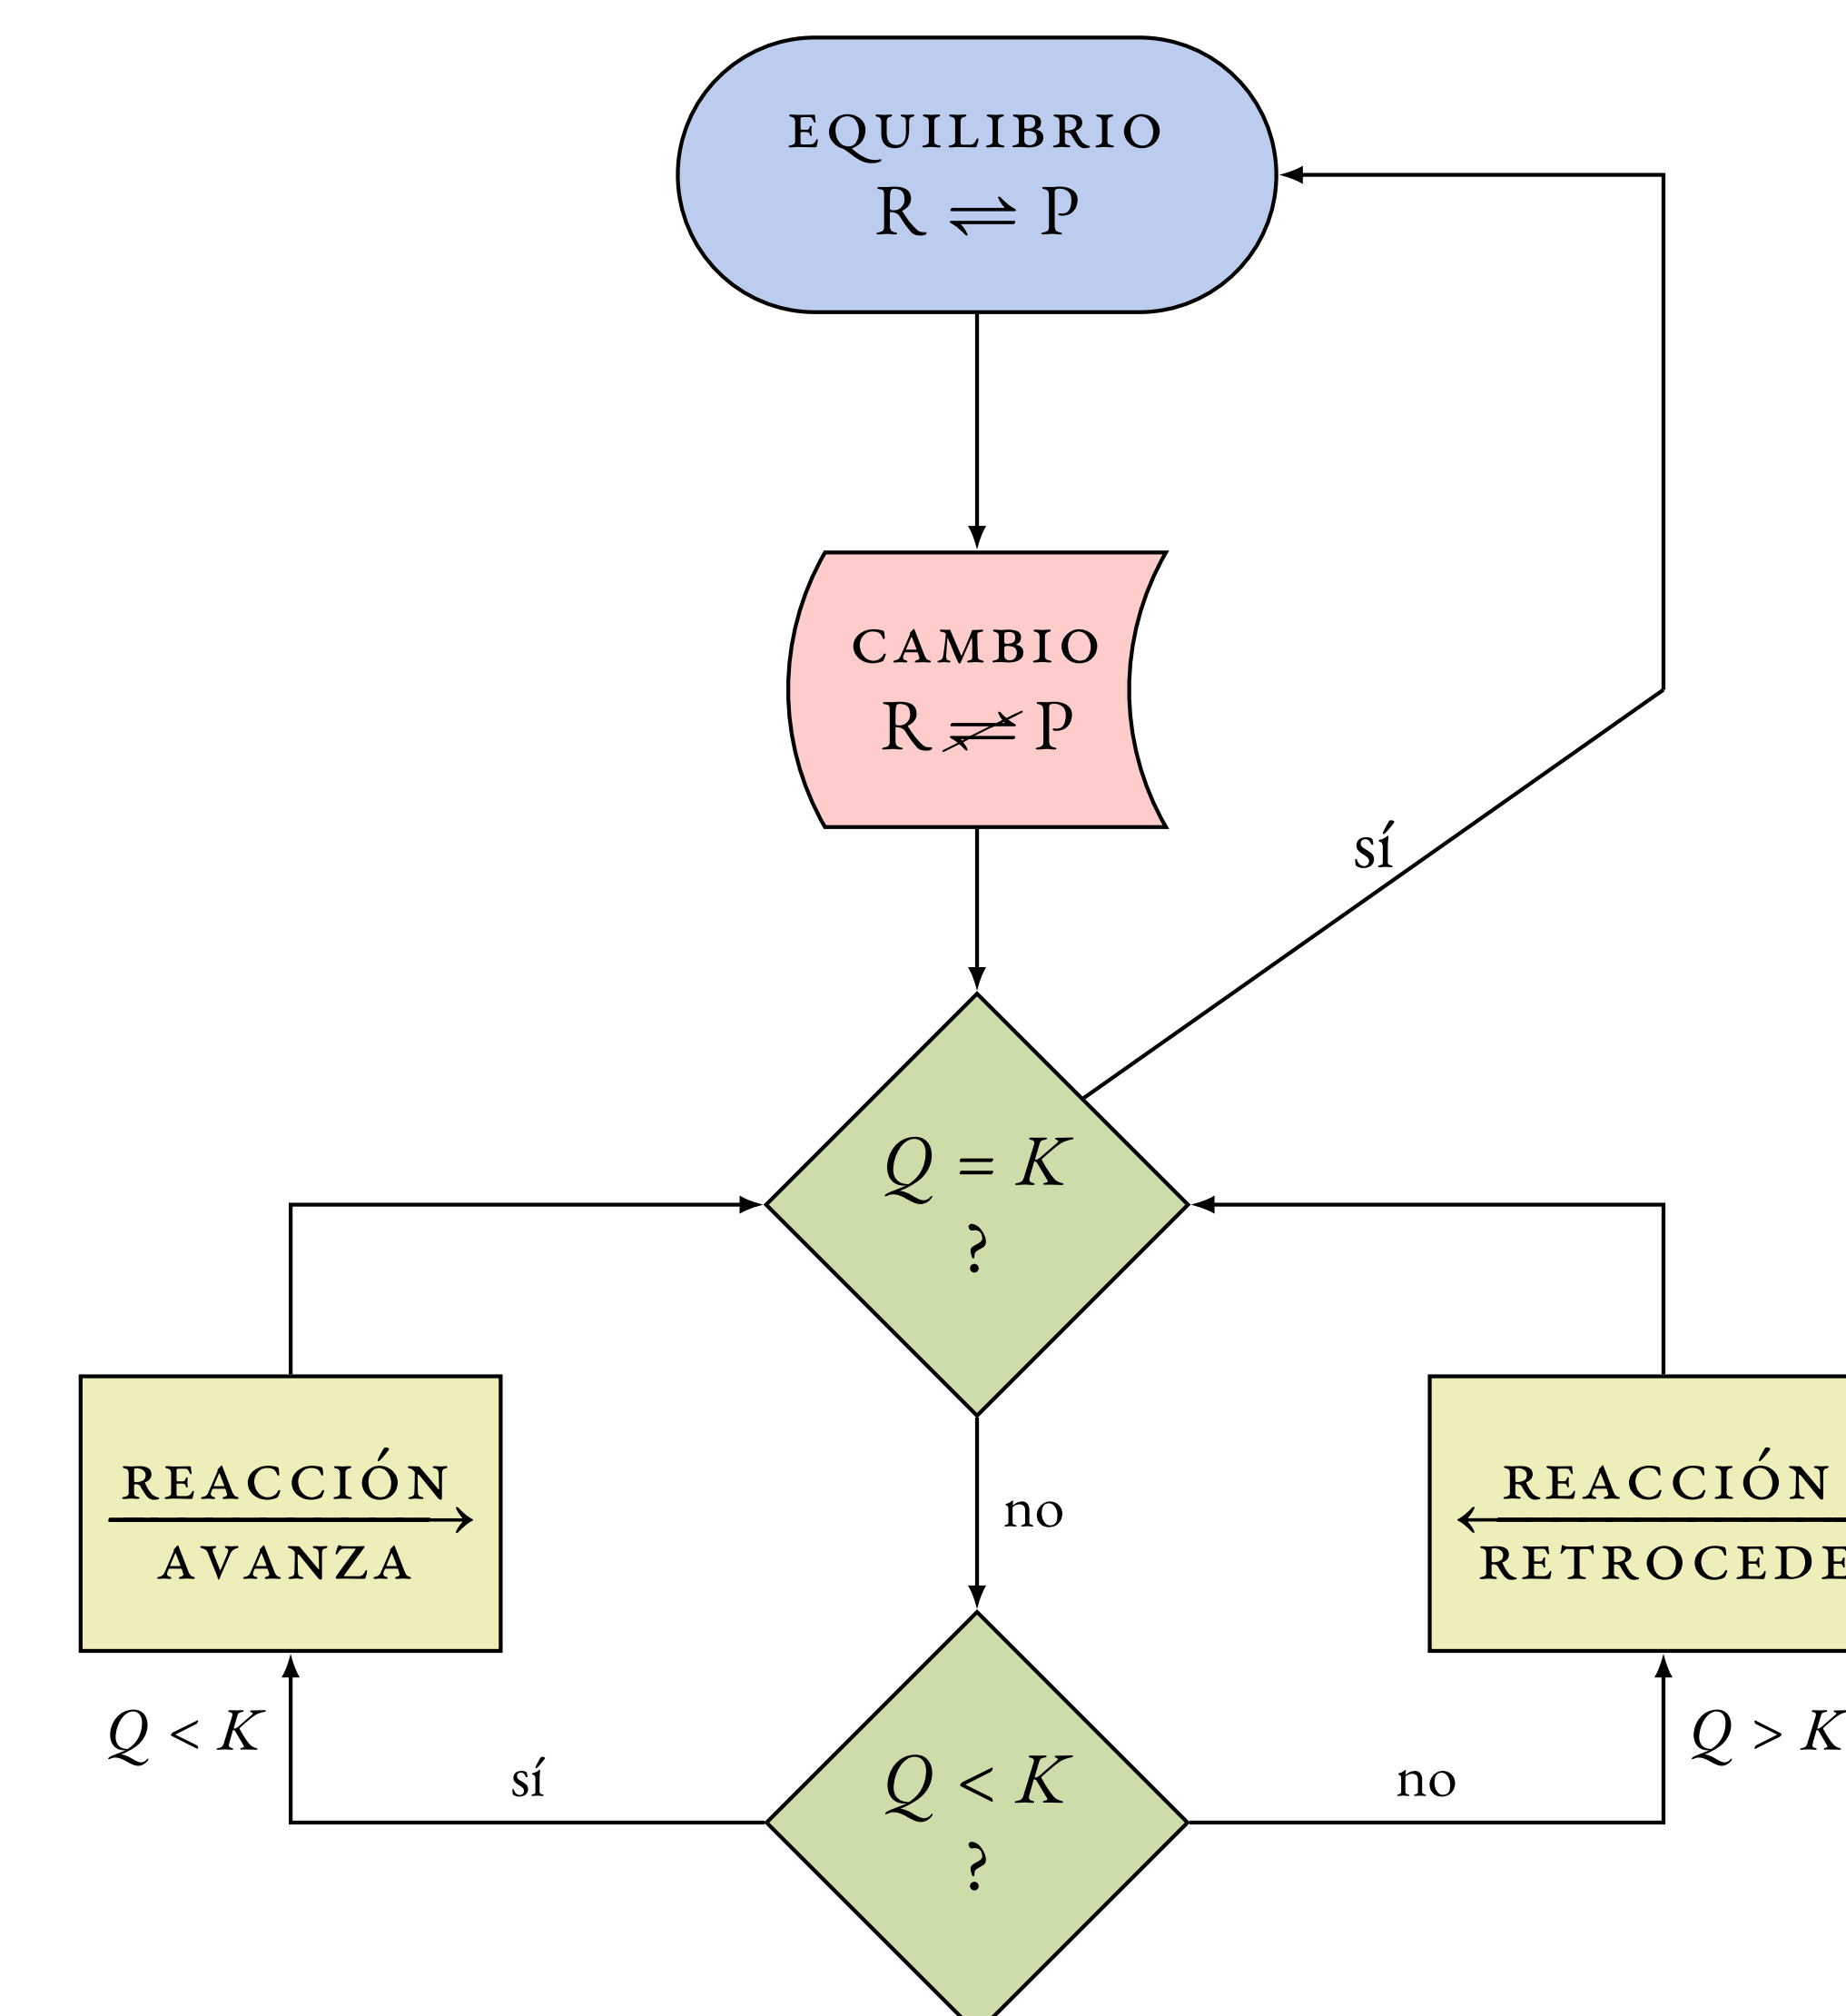 EQUILIBRIO
R ⇌ P
CAMBIO
R ⇌̸ P
sí
Q = K
?
REACCIÓN
AVANZA
no
REACCIÓN
RETROCEDE
Q < K
sí
Q < K
?
no
Q > K